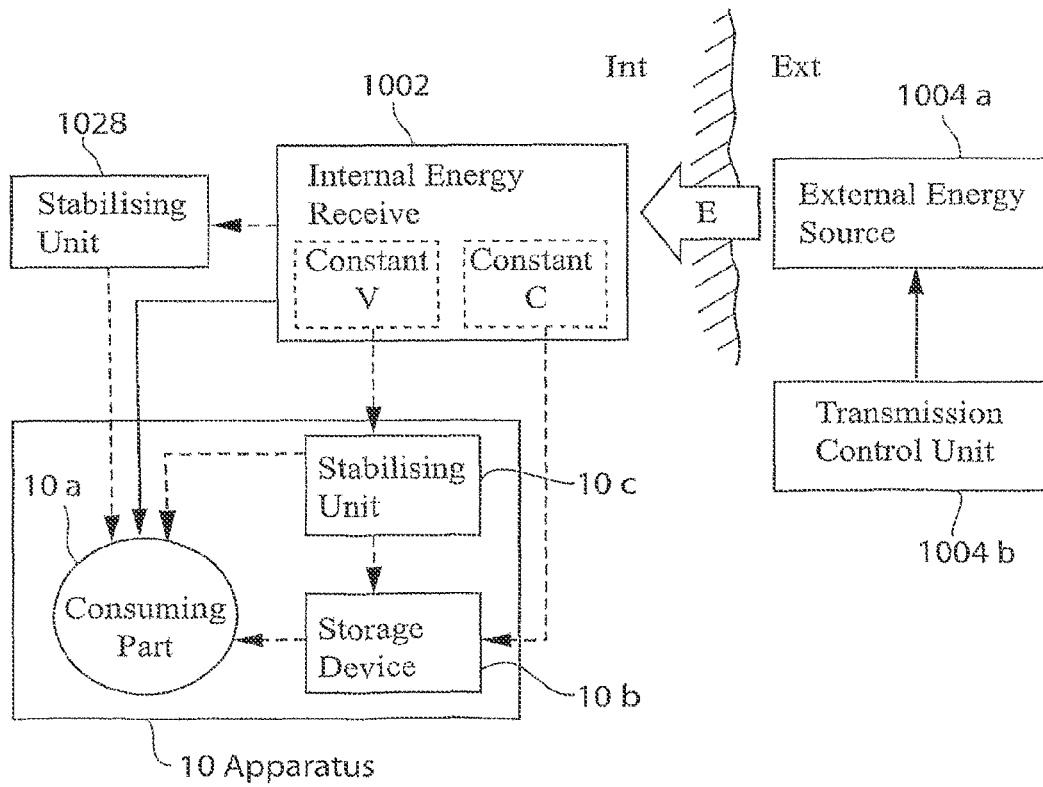 Int
Ext
1002
1004 a
1028
Stabilising
Unit
Internal Energy
Receive
Constant
V
Constant
C
E
External Energy
Source
Transmission
Control Unit
1004 b
10 a
Stabilising
Unit
10 c
Consuming
Part
Storage
Device
10 b
10 Apparatus